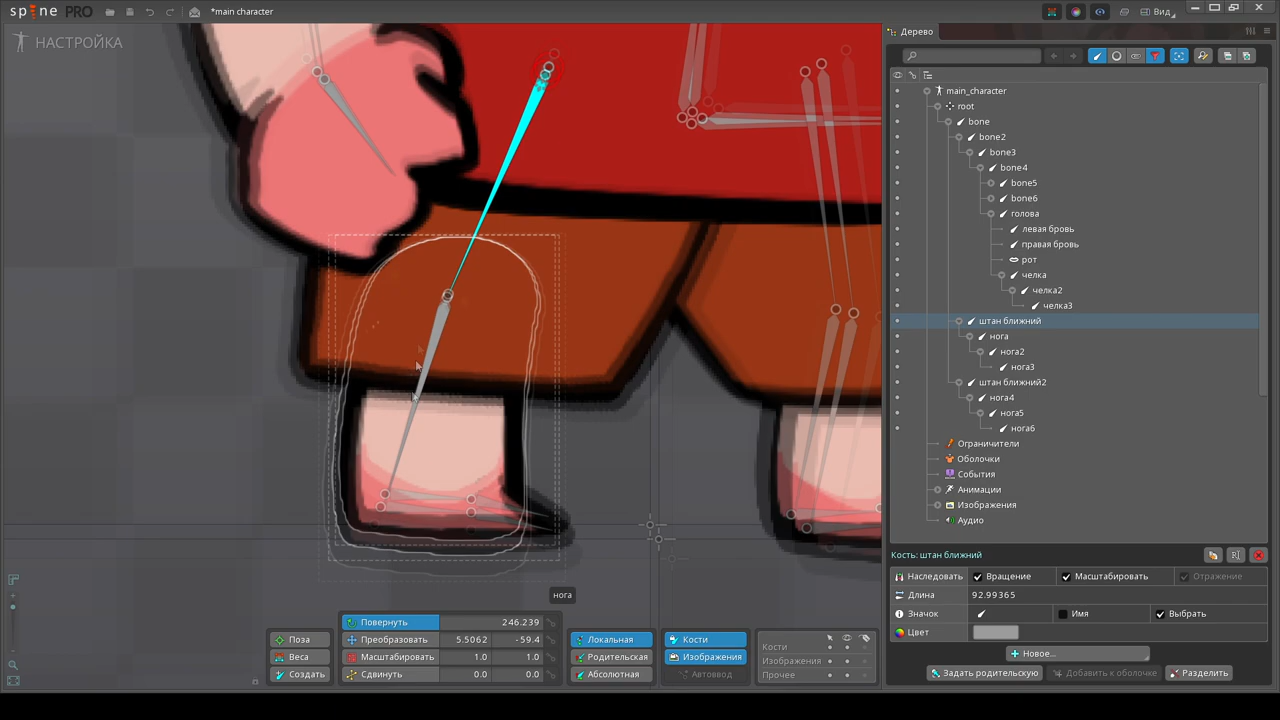 spine PRO
*main character
Вид
НАСТРОЙКА
Дерево
main_character
root
bone
bone2
bone3
bone4
bone5
bone6
голова
левая бровь
правая бровь
рот
челка
челка2
челка3
штан ближний
нога
нога2
нога3
штан ближний2
нога4
нога5
нога6
Ограничители
Оболочки
События
Анимации
Изображения
Аудио
Кость: штан ближний
Наследовать Вращение Масштабировать Отражение
Длина 92.99365
Значок Имя Выбрать
Цвет
Новое...
Задать родительскую Добавить к оболочке Разделить
нога
Поза
Веса
Создать
Повернуть 246.239
Преобразовать 5.5062 -59.4
Масштабировать 1.0 1.0
Сдвинуть 0.0 0.0
Локальная
Родительская
Абсолютная
Кости
Изображения
Автоввод
Кости
Изображения
Прочее